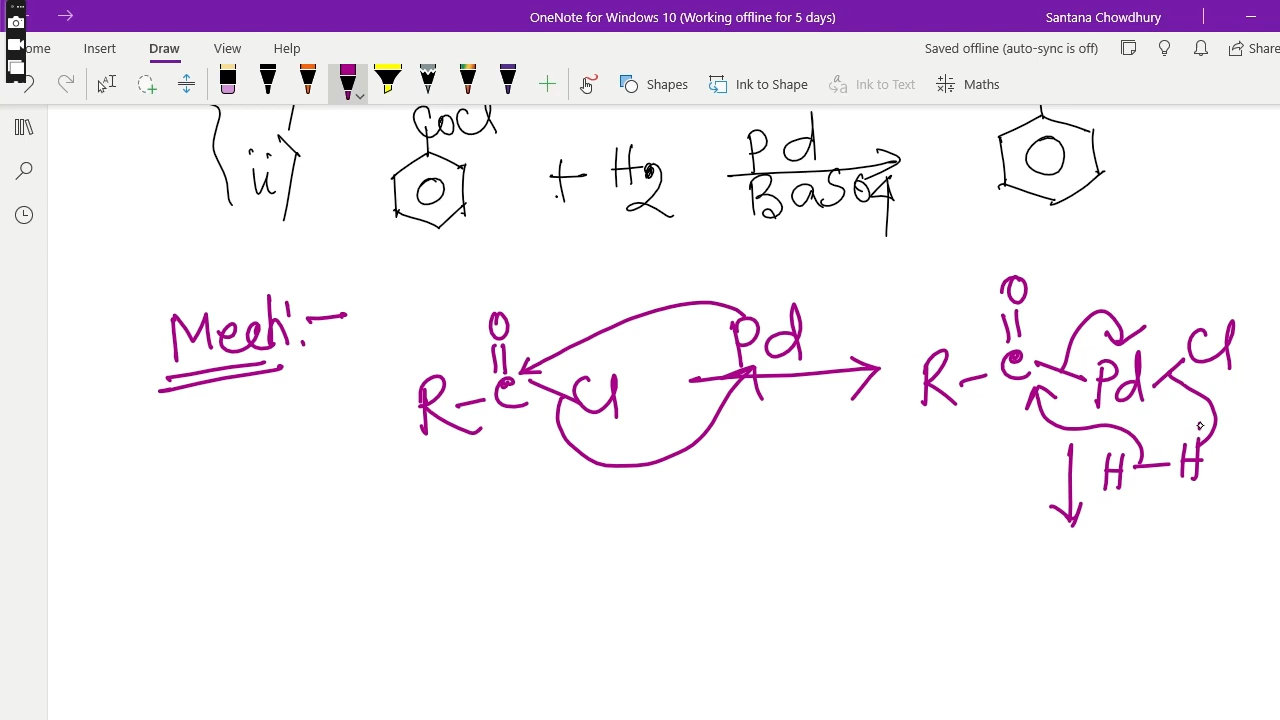 OneNote for Windows 10 (Working offline for 5 days)
Santana Chowdhury
ome Insert Draw View Help
Saved offline (auto-sync is off)
Share
Shapes Ink to Shape Ink to Text Maths
COCl
ii
+ H2
Pd
BaSO4
Mech:-
O
R-C-Cl
Pd
O
R-C-Pd-Cl
H-H